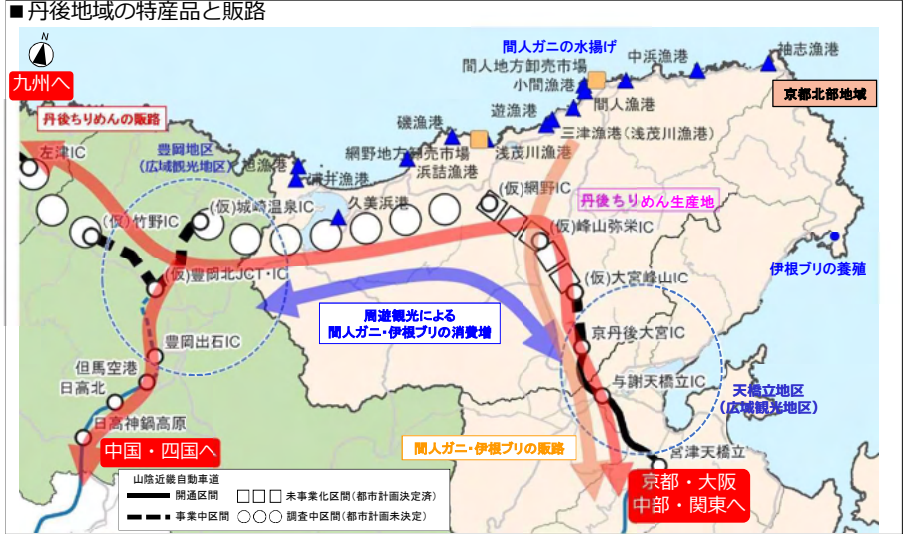 ■丹後地域の特産品と販路
N
九州へ
間人ガニの水揚げ
間人地方卸売市場
小間漁港
中浜漁港
袖志漁港
京都北部地域
丹後ちりめんの販路
磯漁港
遊漁港
間人漁港
三津漁港(浅茂川漁港)
左津IC
豊岡地区
(広域観光地区)
旭漁港
網野地方卸売市場
浅茂川漁港
浜詰漁港
浦井漁港
久美浜港
(仮)網野IC
丹後ちりめん生産地
(仮)竹野IC
(仮)城崎温泉IC
(仮)峰山弥栄IC
伊根ブリの養殖
(仮)豊岡北JCT・IC
(仮)大宮峰山IC
周遊観光による
間人ガニ・伊根ブリの消費増
京丹後大宮IC
豊岡出石IC
但馬空港
日高北
与謝天橋立IC
天橋立地区
(広域観光地区)
日高神鍋高原
中国・四国へ
間人ガニ・伊根ブリの販路
宮津天橋立
京都・大阪
中部・関東へ
山陰近畿自動車道
開通区間
未事業化区間(都市計画決定済)
事業中区間
調査中区間(都市計画未決定)